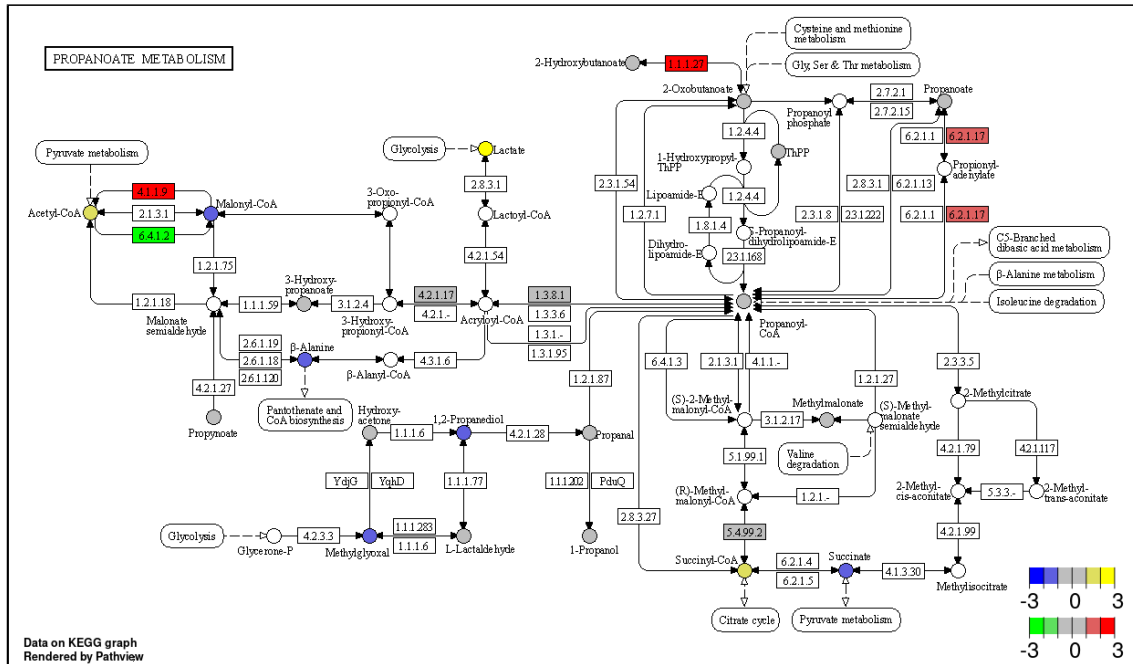 PROPANOATE METABOLISM
Cysteine and methionine
metabolism
2-Hydroxybutanoate
1.1.1.27
Gly, Ser & Thr metabolism
2-Oxobutanoate
Propanoyl
phosphate
2.7.2.1
2.7.2.15
Propanoate
Pyruvate metabolism
Glycolysis
Lactate
1.2.4.4
ThPP
6.2.1.1
6.2.1.17
1-Hydroxypropyl-
ThPP
Propionyl-
adenylate
4.1.1.9
Acetyl-CoA
2.1.3.1
Malonyl-CoA
6.4.1.2
3-Oxo-
propionyl-CoA
2.8.3.1
Lactoyl-CoA
2.3.1.54
1.2.7.1
Lipoamide-E
1.2.4.4
1.8.1.4
2.8.3.1
6.2.1.13
2.3.1.8
2.3.1.222
6.2.1.1
6.2.1.17
-Propanoyl-
dihydrolipoamide-E
Dihydro-
lipoamide-E
2.3.1.168
C5-Branched
dibasic acid metabolism
β-Alanine metabolism
Isoleucine degradation
1.2.1.75
4.2.1.54
1.2.1.18
Malonate
semialdehyde
1.1.1.59
3-Hydroxy-
propanoate
3.1.2.4
3-Hydroxy-
propionyl-CoA
4.2.1.17
4.2.1.-
Acryloyl-CoA
1.3.8.1
1.3.3.6
1.3.1.-
1.3.1.95
Propanoyl-
CoA
2.6.1.19
2.6.1.18
2.6.1.120
β-Alanine
β-Alanyl-CoA
4.3.1.6
6.4.1.3
2.1.3.1
4.1.1.-
1.2.1.27
2.3.3.5
4.2.1.27
Propynoate
Pantothenate and
CoA biosynthesis
1.2.1.87
(S)-2-Methyl-
malonyl-CoA
3.1.2.17
Methylmalonate
(S)-Methyl-
malonate
semialdehyde
2-Methylcitrate
Hydroxy-
acetone
1.1.1.6
1,2-Propanediol
4.2.1.28
Propanal
Valine
degradation
5.1.99.1
4.2.1.79
4.2.1.117
YdjG
YqhD
1.1.1.77
1.1.1.202
PduQ
(R)-Methyl-
malonyl-CoA
1.2.1.-
2-Methyl-
cis-aconitate
5.3.3.-
2-Methyl-
trans-aconitate
2.8.3.27
5.4.99.2
4.2.1.99
Glycolysis
Glycerone-P
4.2.3.3
Methylglyoxal
1.1.1.283
1.1.1.6
L-Lactaldehyde
1-Propanol
Succinyl-CoA
6.2.1.4
6.2.1.5
Succinate
4.1.3.30
Methylisocitrate
Citrate cycle
Pyruvate metabolism
-3 0 3
-3 0 3
Data on KEGG graph
Rendered by Pathview